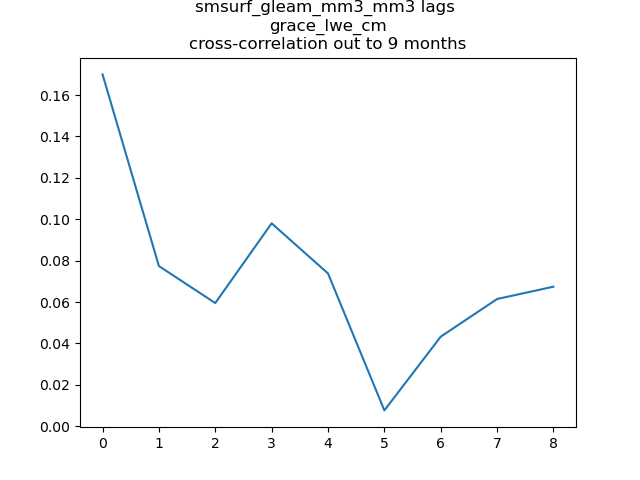 smsurf_gleam_mm3_mm3 lags
grace_lwe_cm
cross-correlation out to 9 months
0.16
0.14
0.12
0.10
0.08
0.06
0.04
0.02
0.00
0 1 2 3 4 5 6 7 8